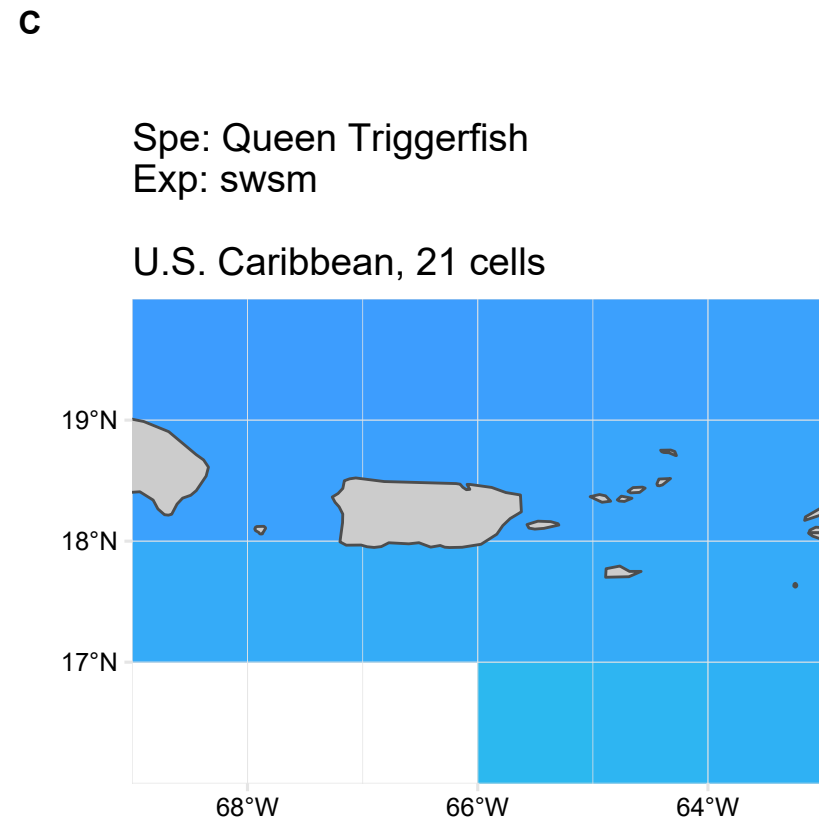 C
Spe: Queen Triggerfish
Exp: swsm
U.S. Caribbean, 21 cells
19°N
18°N
17°N
68°W 66°W 64°W